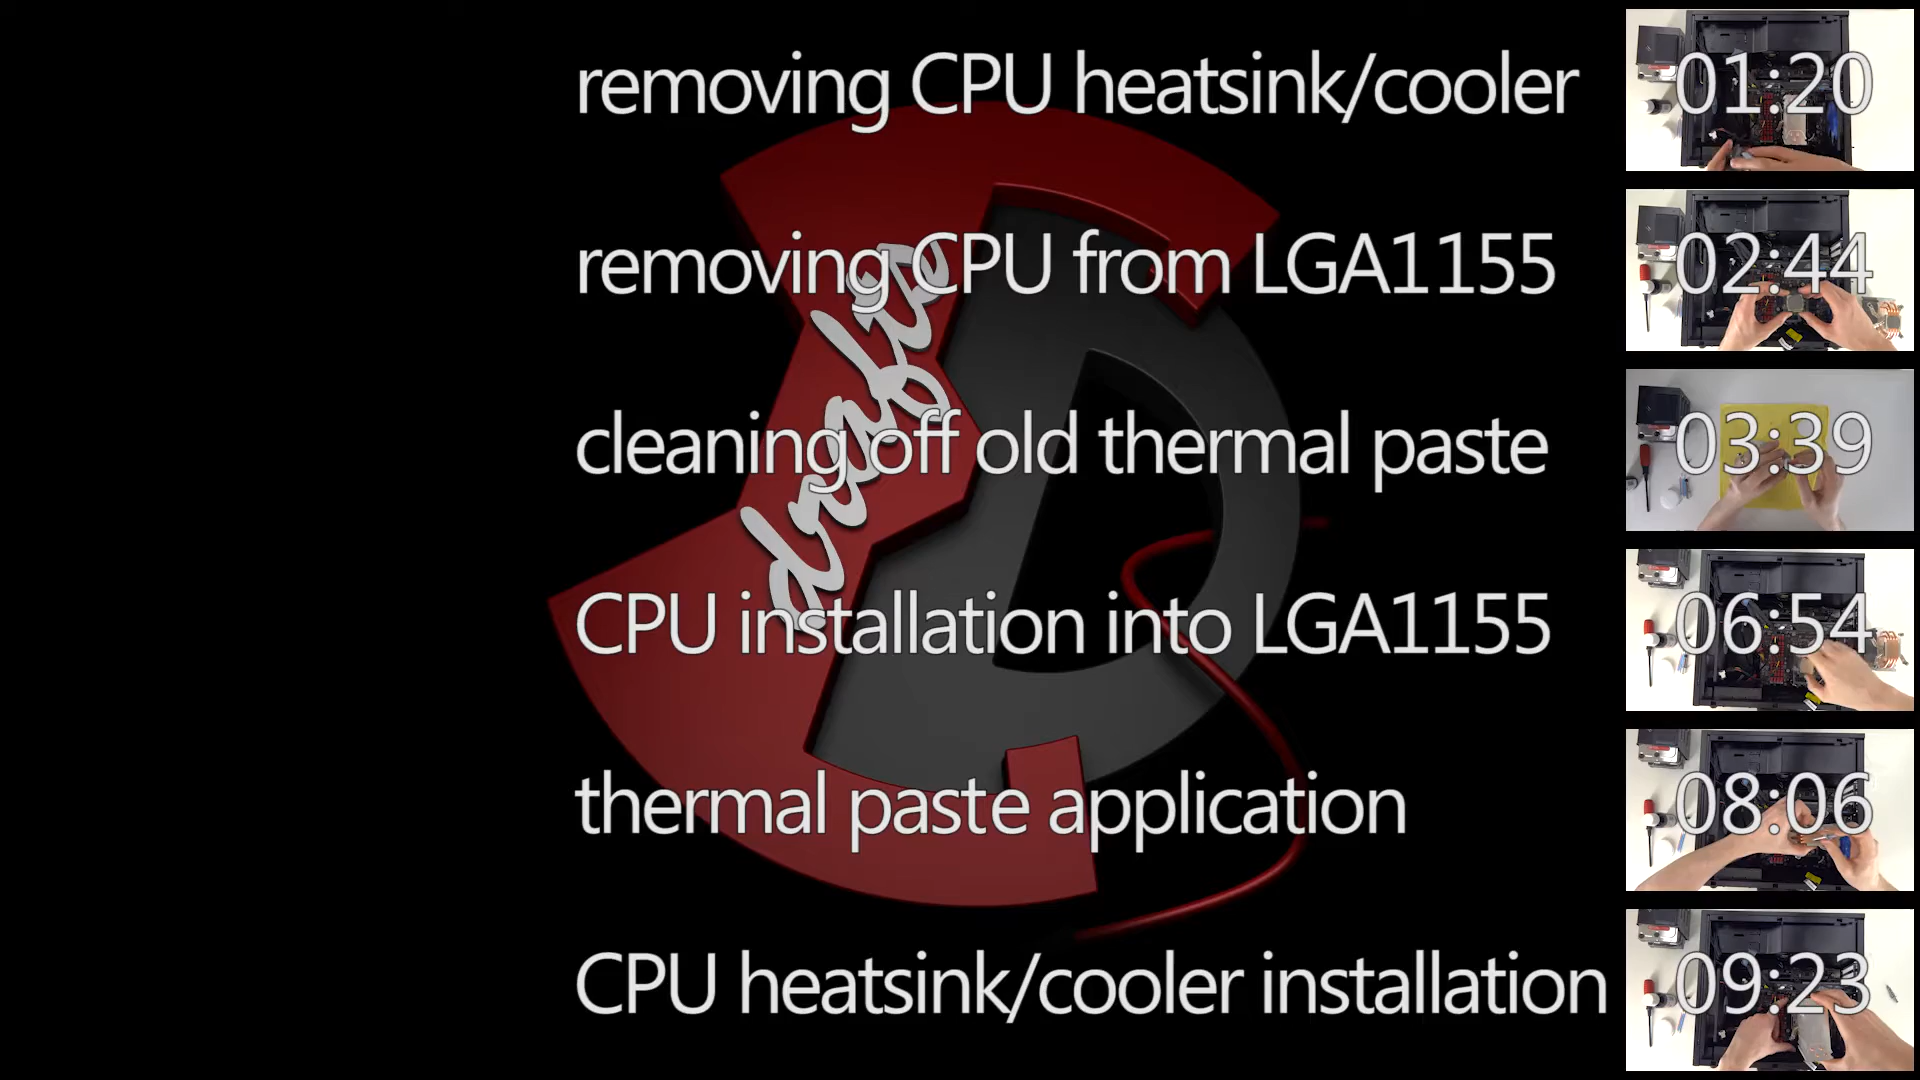 removing CPU heatsink/cooler 01:20
removing CPU from LGA1155 02:44
drafix
cleaning off old thermal paste 03:39
CPU installation into LGA1155 06:54
thermal paste application 08:06
CPU heatsink/cooler installation 09:23